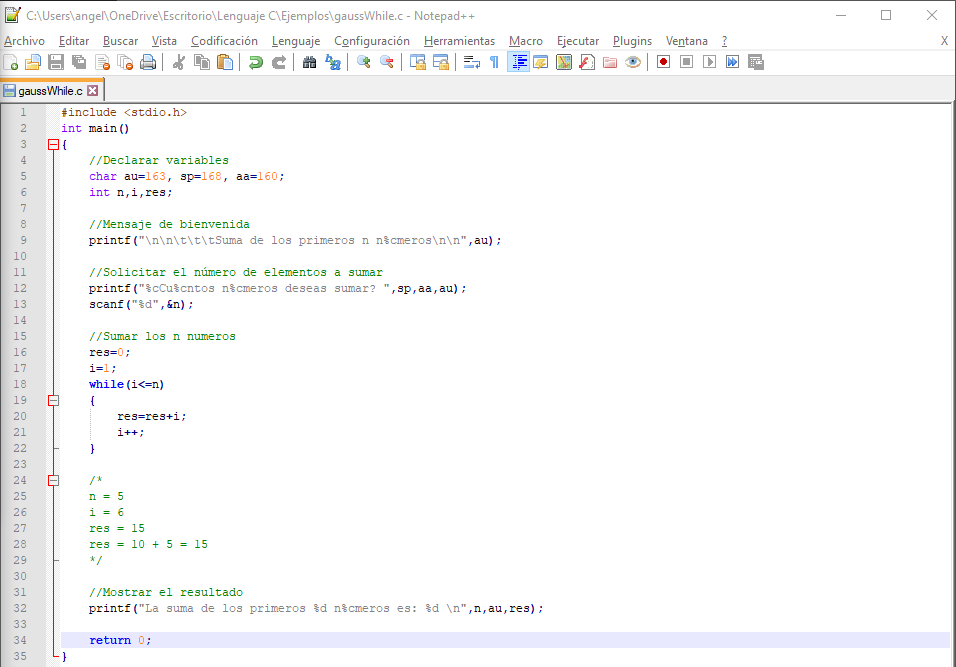 C:\Users\angel\OneDrive\Escritorio\Lenguaje C\Ejemplos\gaussWhile.c - Notepad++
Archivo Editar Buscar Vista Codificación Lenguaje Configuración Herramientas Macro Ejecutar Plugins Ventana ? X
gaussWhile.c
1 #include <stdio.h>
2 int main()
3 {
4 //Declarar variables
5 char au=163, sp=168, aa=160;
6 int n,i,res;
7
8 //Mensaje de bienvenida
9 printf("\n\n\t\t\tSuma de los primeros n n%cmeros\n\n",au);
10
11 //Solicitar el número de elementos a sumar
12 printf("%cCu%cntos n%cmeros deseas sumar? ",sp,aa,au);
13 scanf("%d",&n);
14
15 //Sumar los n numeros
16 res=0;
17 i=1;
18 while(i<=n)
19 {
20 res=res+i;
21 i++;
22 }
23
24 /*
25 n = 5
26 i = 6
27 res = 15
28 res = 10 + 5 = 15
29 */
30
31 //Mostrar el resultado
32 printf("La suma de los primeros %d n%cmeros es: %d \n",n,au,res);
33
34 return 0;
35 }